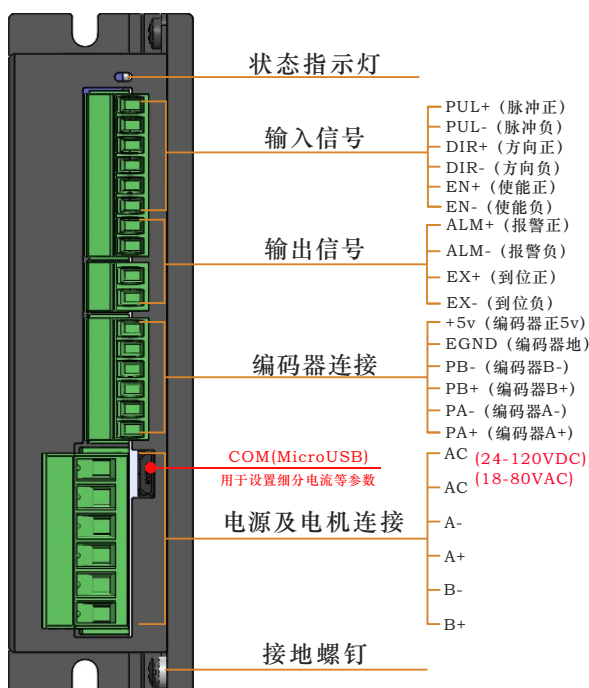 状态指示灯
输入信号
PUL+（脉冲正）
PUL-（脉冲负）
DIR+（方向正）
DIR-（方向负）
EN+（使能正）
EN-（使能负）
输出信号
ALM+（报警正）
ALM-（报警负）
EX+（到位正）
EX-（到位负）
编码器连接
+5v（编码器正5v）
EGND（编码器地）
PB-（编码器B-）
PB+（编码器B+）
PA-（编码器A-）
PA+（编码器A+）
COM(MicroUSB)
用于设置细分电流等参数
电源及电机连接
AC (24-120VDC)
AC (18-80VAC)
A-
A+
B-
B+
接地螺钉